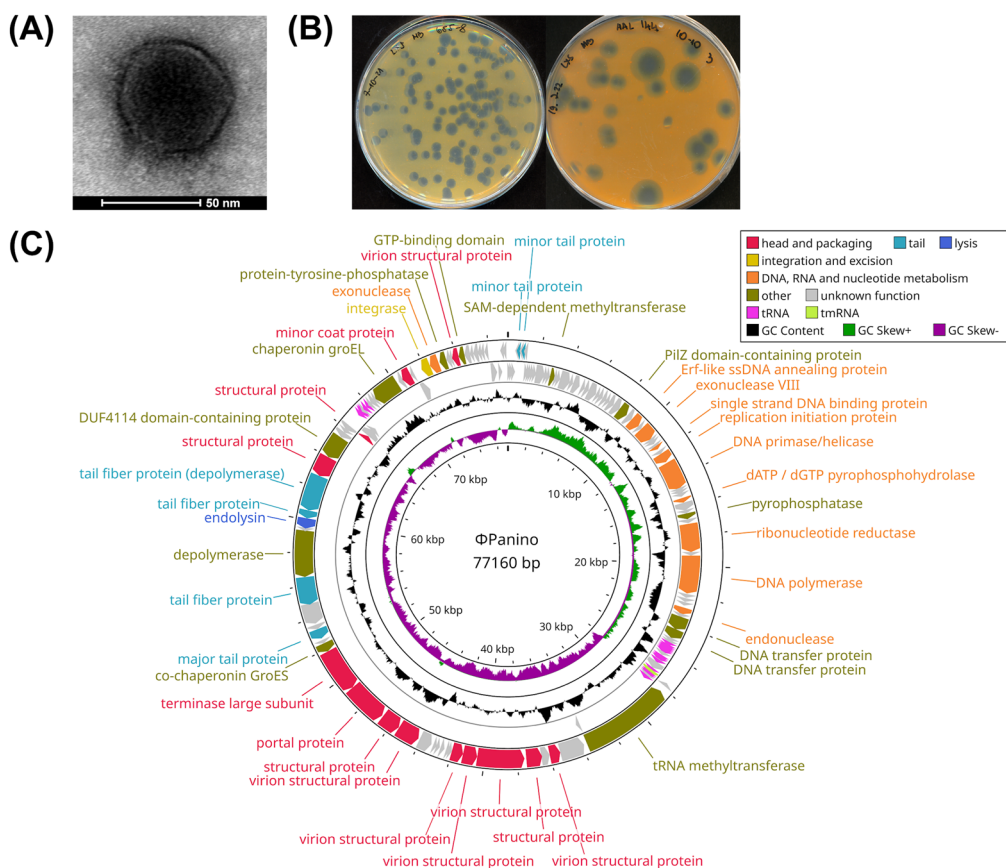 (A)
50 nm
(B)
(C)
head and packaging
tail
lysis
integration and excision
DNA, RNA and nucleotide metabolism
other
unknown function
tRNA
tmRNA
GC Content
GC Skew+
GC Skew-
GTP-binding domain
virion structural protein
protein-tyrosine-phosphatase
exonuclease
integrase
minor coat protein
chaperonin groEL
structural protein
DUF4114 domain-containing protein
structural protein
tail fiber protein (depolymerase)
tail fiber protein
endolysin
depolymerase
tail fiber protein
major tail protein
co-chaperonin GroES
terminase large subunit
portal protein
structural protein
virion structural protein
virion structural protein
virion structural protein
virion structural protein
structural protein
virion structural protein
minor tail protein
minor tail protein
SAM-dependent methyltransferase
PilZ domain-containing protein
Erf-like ssDNA annealing protein
exonuclease VIII
single strand DNA binding protein
replication initiation protein
DNA primase/helicase
dATP / dGTP pyrophosphohydrolase
pyrophosphatase
ribonucleotide reductase
DNA polymerase
endonuclease
DNA transfer protein
DNA transfer protein
tRNA methyltransferase
10 kbp
20 kbp
30 kbp
40 kbp
50 kbp
60 kbp
70 kbp
ΦPanino
77160 bp